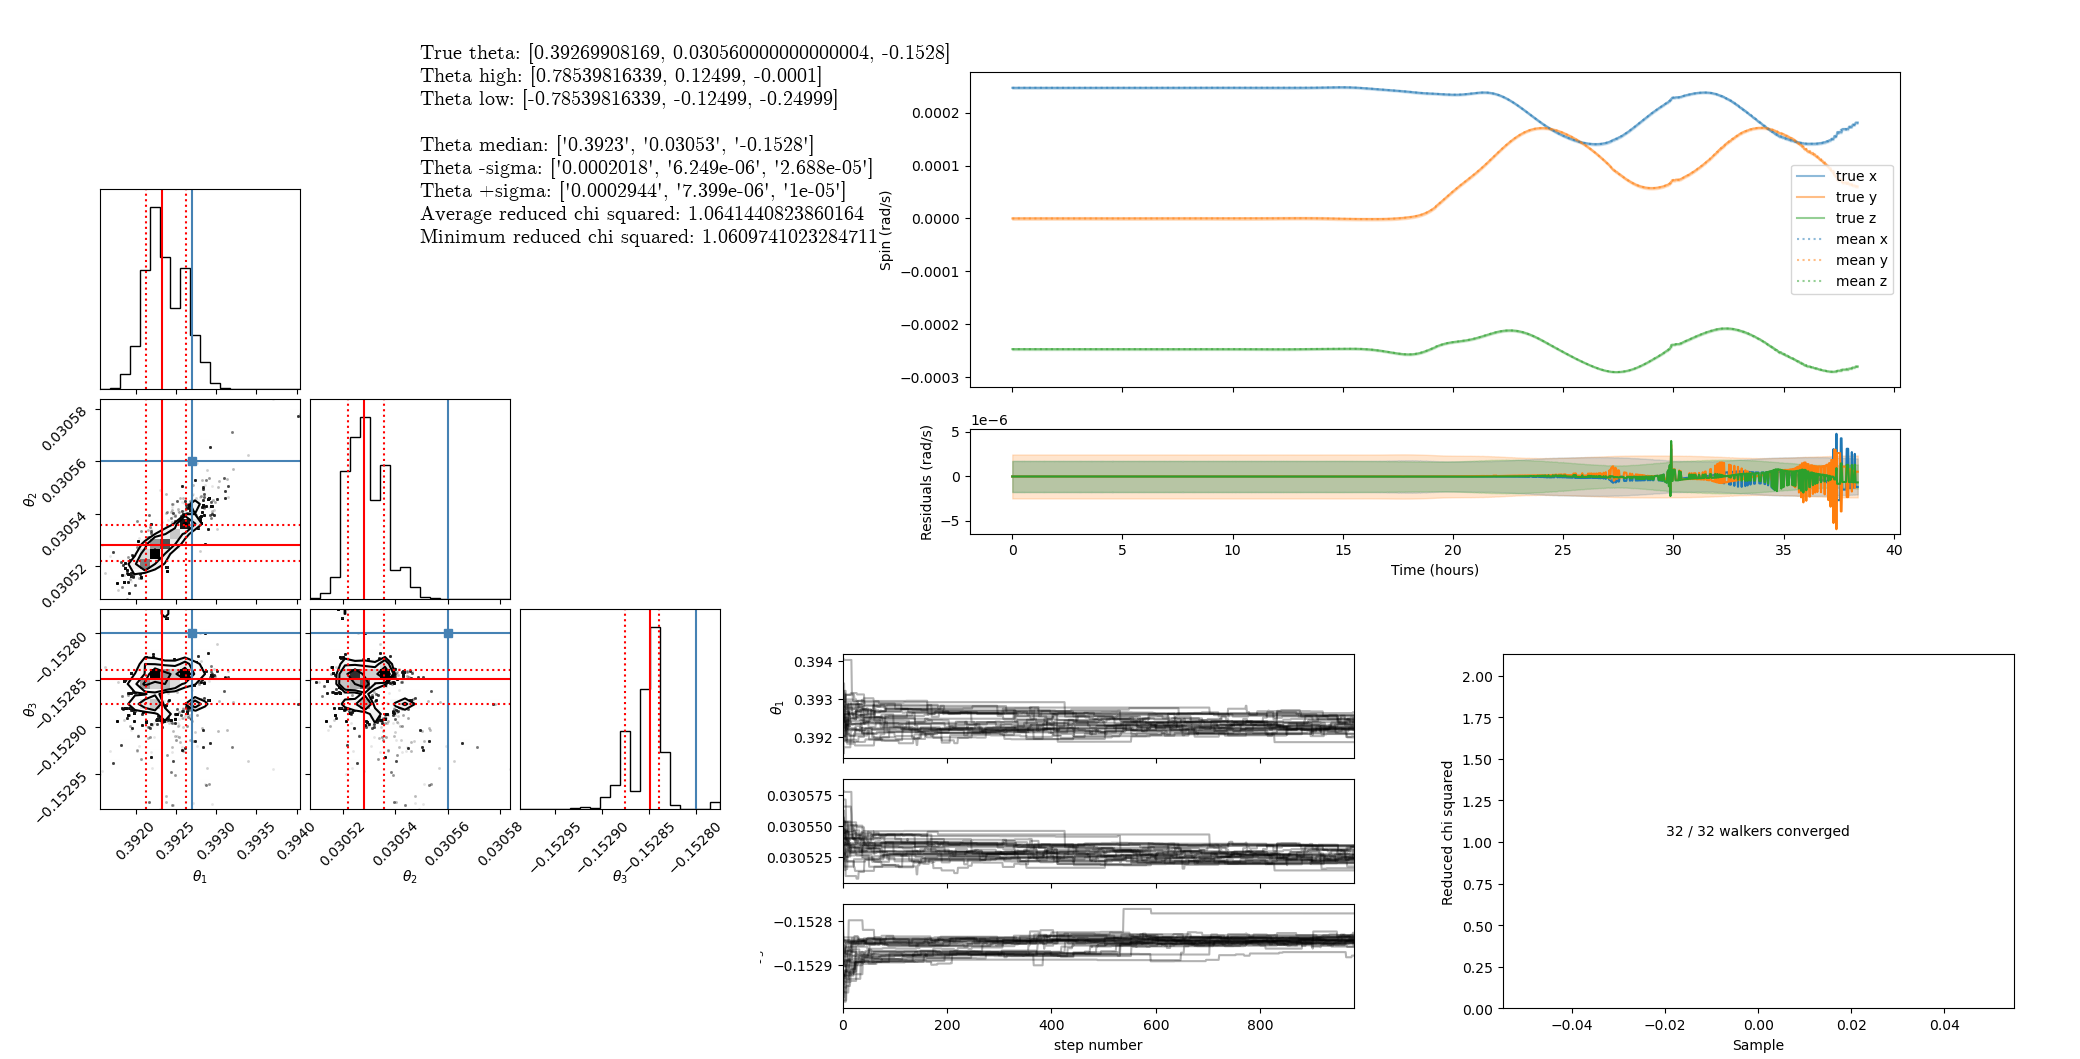 True theta: [0.39269908169, 0.030560000000000004, -0.1528]
Theta high: [0.78539816339, 0.12499, -0.0001]
Theta low: [-0.78539816339, -0.12499, -0.24999]
Theta median: ['0.3923', '0.03053', '-0.1528']
Theta -sigma: ['0.0002018', '6.249e-06', '2.688e-05']
Theta +sigma: ['0.0002944', '7.399e-06', '1e-05']
Average reduced chi squared: 1.0641440823860164
Minimum reduced chi squared: 1.0609741023284711
0.0002
0.0001
0.0000
−0.0001
−0.0002
−0.0003
Spin (rad/s)
true x
true y
true z
mean x
mean y
mean z
1e−6
5
0
−5
Residuals (rad/s)
0
5
10
15
20
25
30
35
40
Time (hours)
0.03058
0.03056
0.03054
0.03052
θ2
−0.15280
−0.15285
−0.15290
−0.15295
θ3
0.3920
0.3925
0.3930
0.3935
0.3940
θ1
0.03052
0.03054
0.03056
0.03058
θ2
−0.15295
−0.15290
−0.15285
−0.15280
θ3
0.394
0.393
0.392
θ1
0.030575
0.030550
0.030525
−0.1528
−0.1529
0
200
400
600
800
step number
2.00
1.75
1.50
1.25
1.00
0.75
0.50
0.25
0.00
Reduced chi squared
32 / 32 walkers converged
−0.04
−0.02
0.00
0.02
0.04
Sample